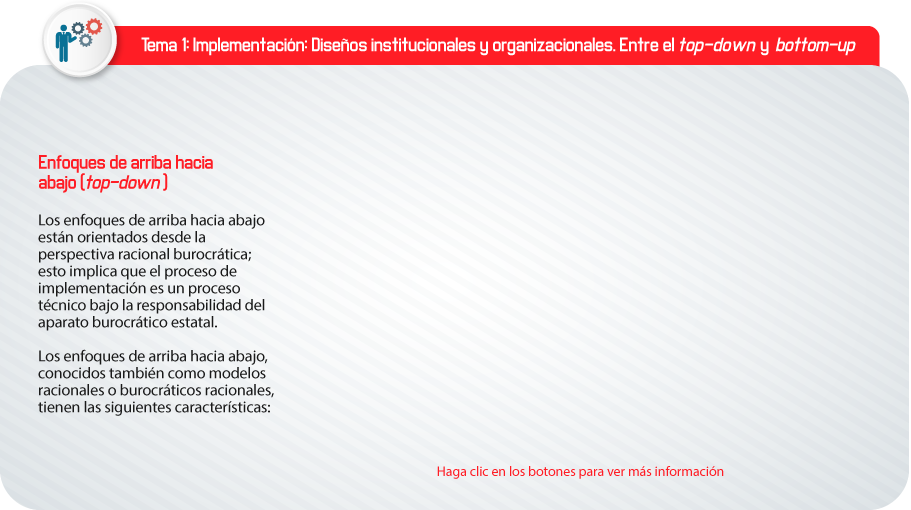 Tema 1: Implementación: Diseños institucionales y organizacionales. Entre el top-down y bottom-up
Enfoques de arriba hacia
abajo (top-down)
Los enfoques de arriba hacia abajo
están orientados desde la
perspectiva racional burocrática;
esto implica que el proceso de
implementación es un proceso
técnico bajo la responsabilidad del
aparato burocrático estatal.
Los enfoques de arriba hacia abajo,
conocidos también como modelos
racionales o burocráticos racionales,
tienen las siguientes características:
Haga clic en los botones para ver más información